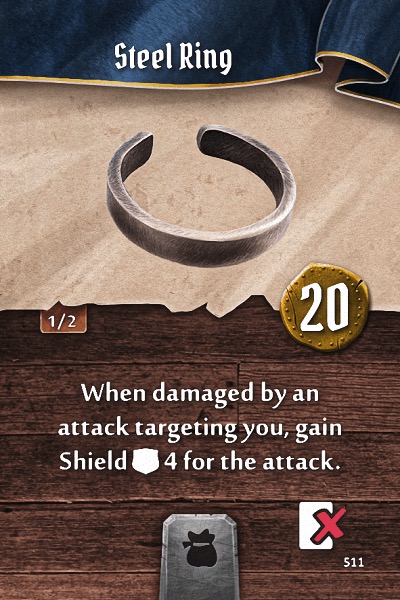 Steel Ring
1/2
20
When damaged by an
attack targeting you, gain
Shield 4 for the attack.
511